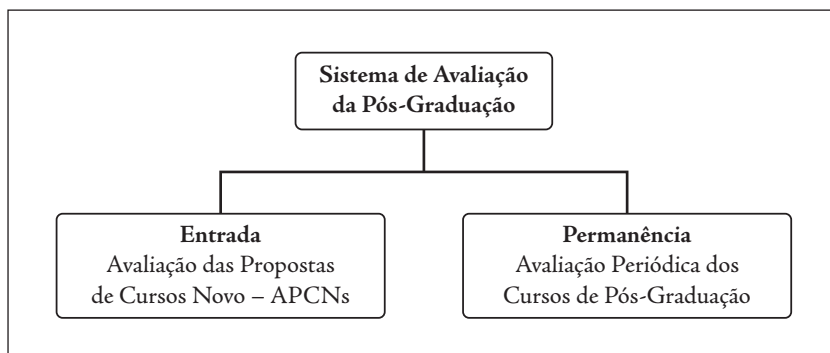 Sistema de Avaliação
da Pós-Graduação
Entrada
Avaliação das Propostas
de Cursos Novo – APCNs
Permanência
Avaliação Periódica dos
Cursos de Pós-Graduação